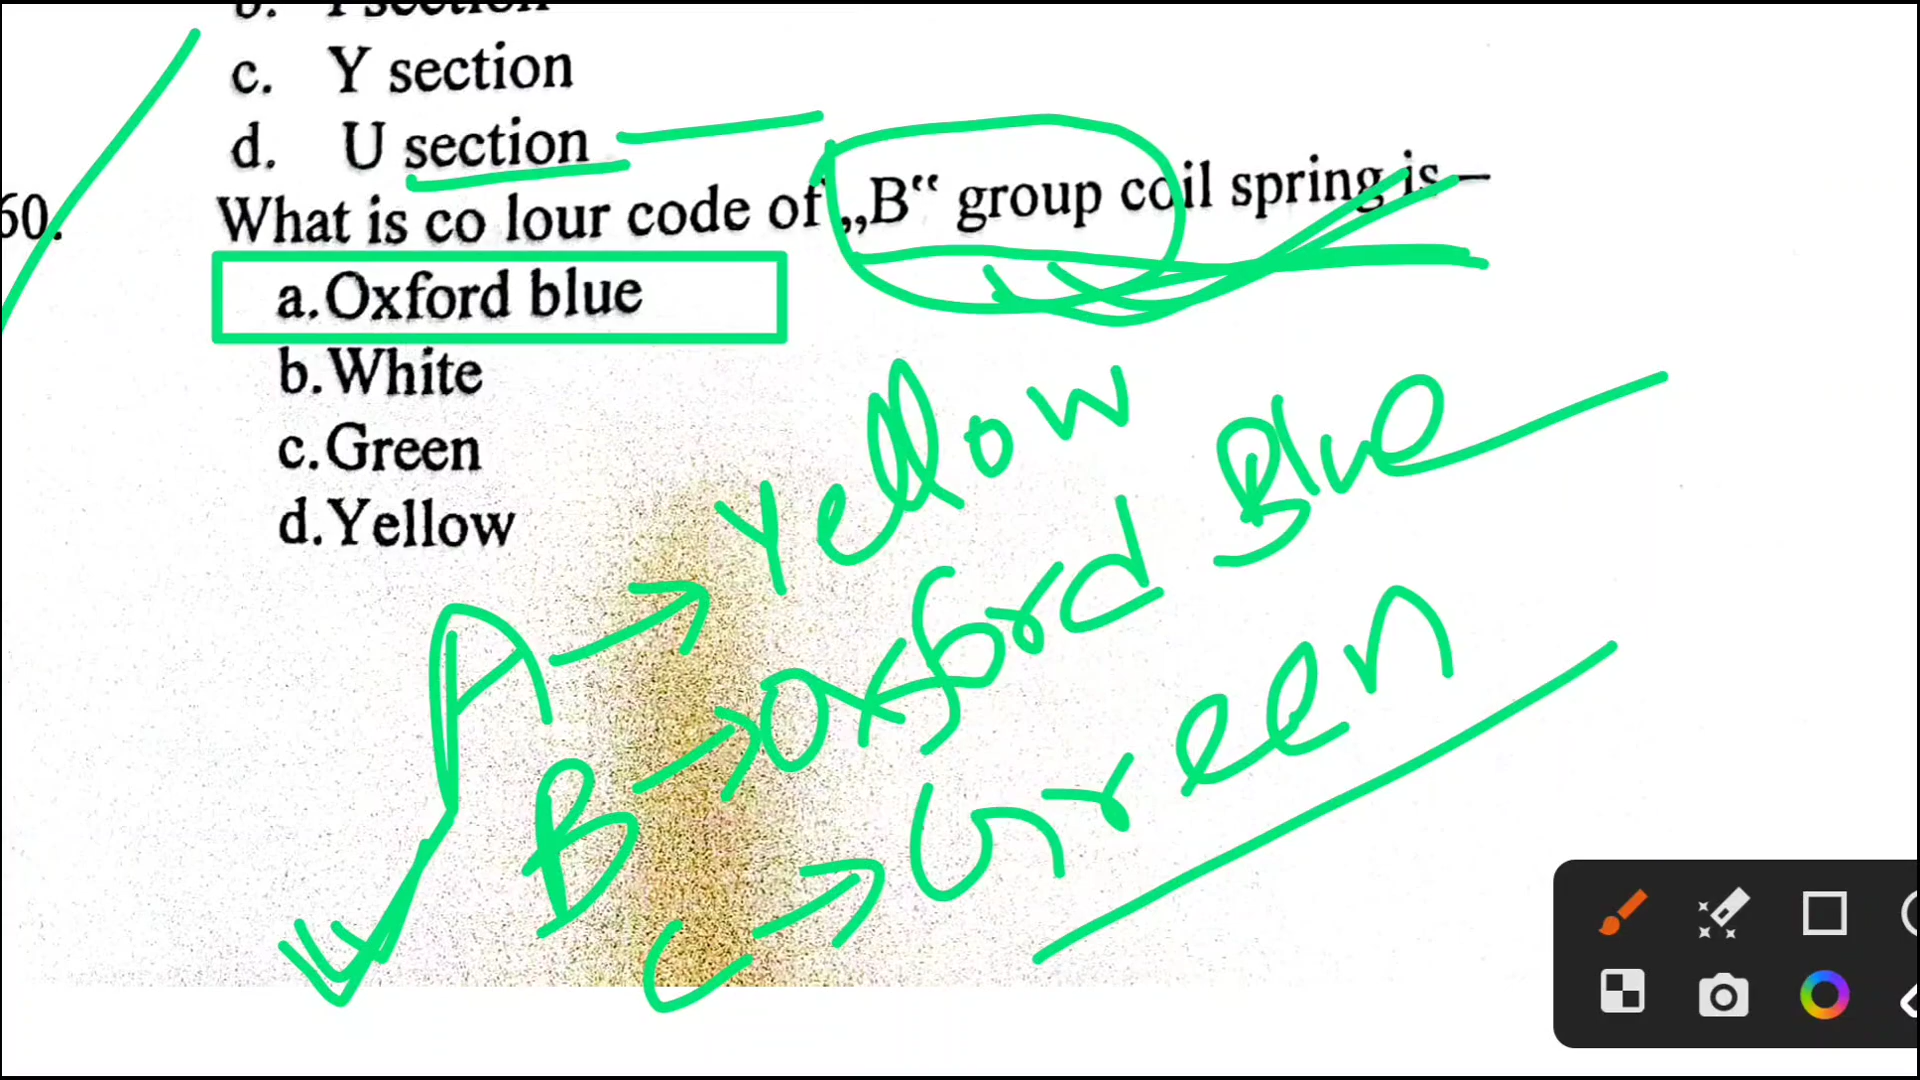 c. Y section
d. U section
60. What is co lour code of „B“ group coil spring is –
a.Oxford blue
b.White
c.Green
d.Yellow
A → Yellow
B → Oxford Blue
C → Green